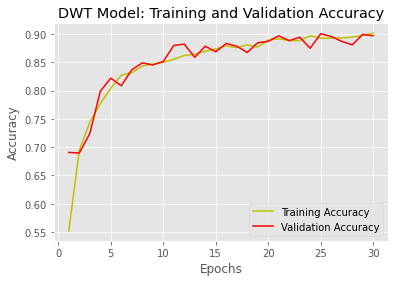 DWT Model: Training and Validation Accuracy
0.90
0.85
0.80
0.75
0.70
0.65
0.60
0.55
Accuracy
0 5 10 15 20 25 30
Epochs
Training Accuracy
Validation Accuracy